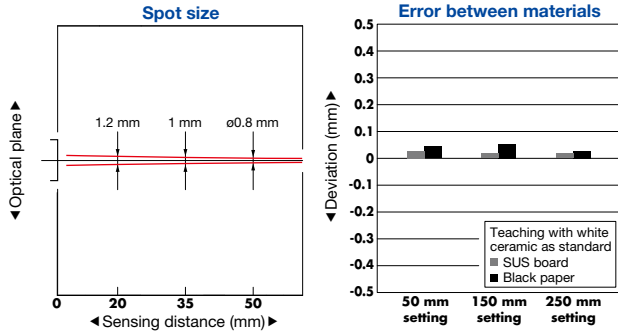 Spot size
1.2 mm
1 mm
ø0.8 mm
◄Optical plane►
0
20
35
50
◄Sensing distance (mm)►
Error between materials
0.5
0.4
0.3
0.2
0.1
0
-0.1
-0.2
-0.3
-0.4
-0.5
◄Deviation (mm)►
Teaching with white
ceramic as standard
SUS board
Black paper
50 mm
setting
150 mm
setting
250 mm
setting